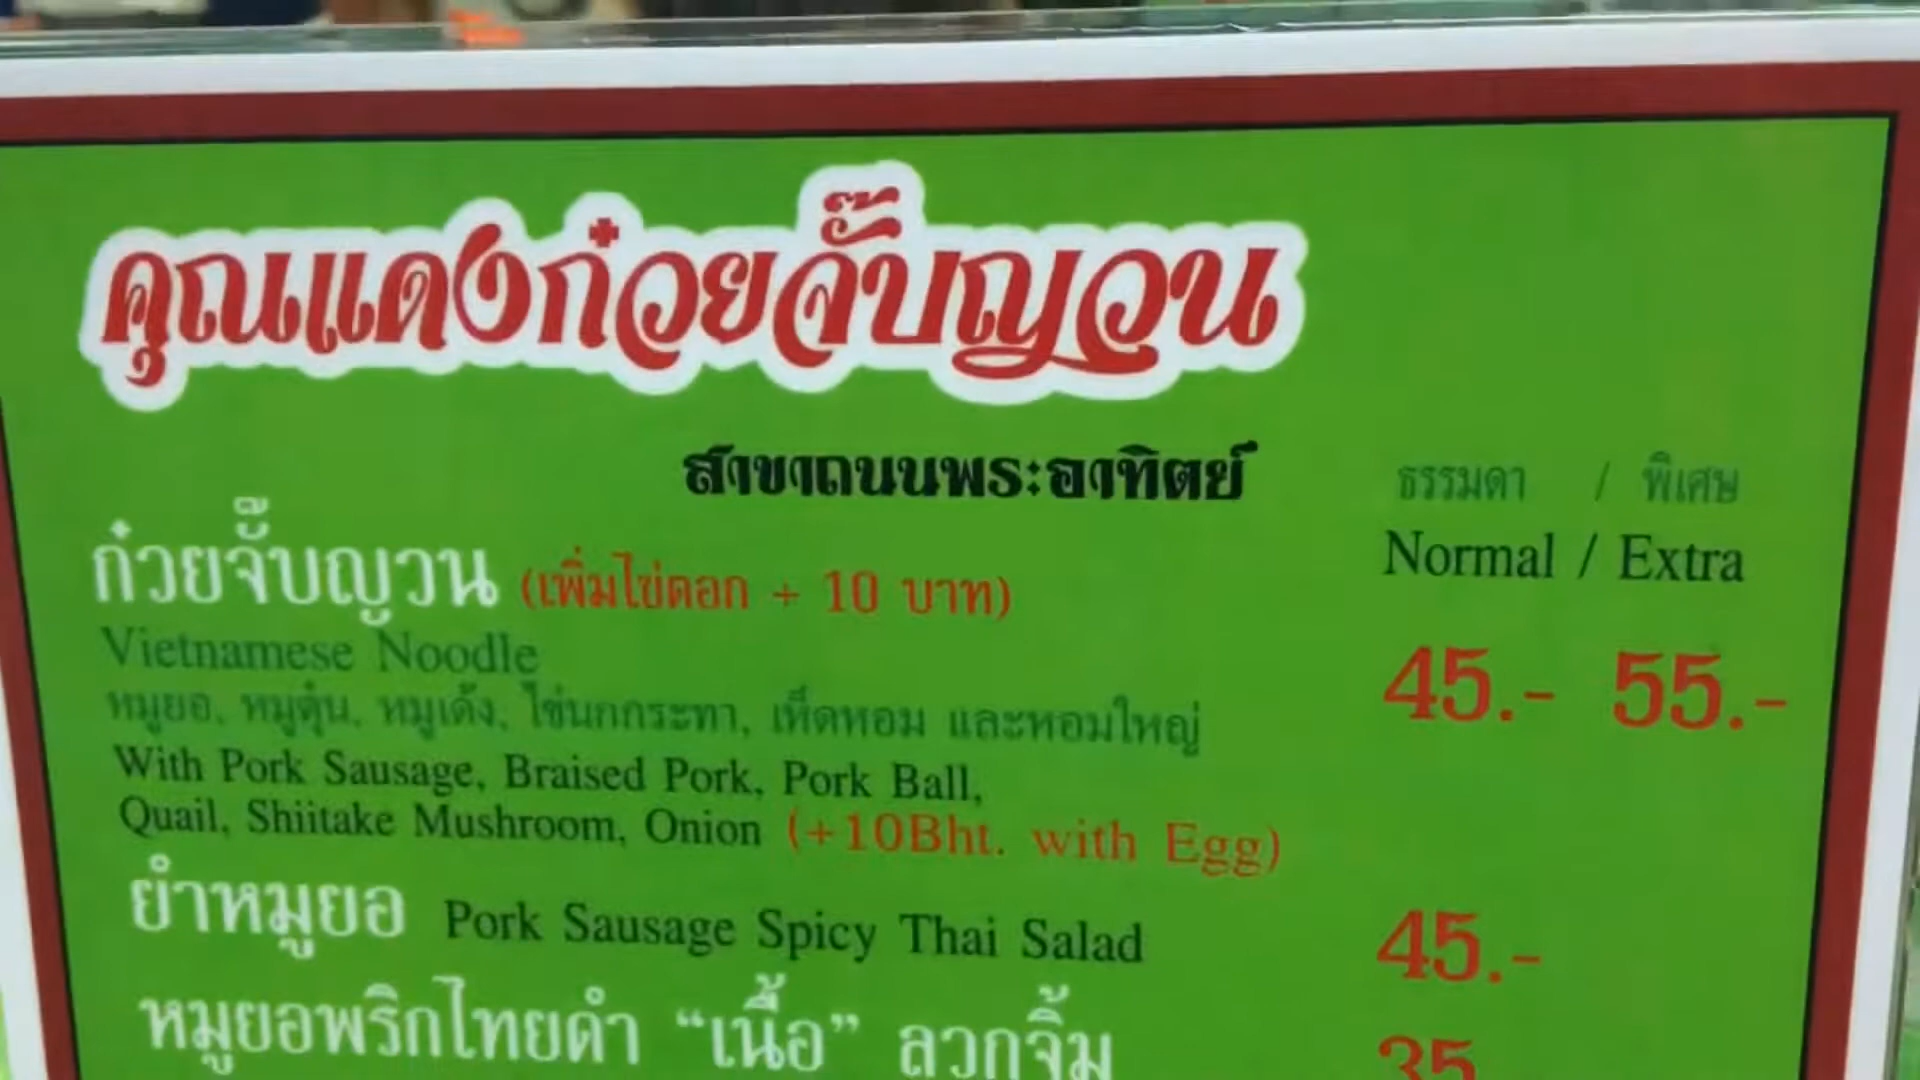 คุณแดงก๋วยจั๊บญวน
สาขาถนนพระอาทิตย์
ธรรมดา / พิเศษ
Normal / Extra
ก๋วยจั๊บญวน (เพิ่มไข่ตอก + 10 บาท)
Vietnamese Noodle
45.- 55.-
หมูยอ, หมูตุ๋น, หมูเด้ง, ไข่นกกระทา, เห็ดหอม และหอมใหญ่
With Pork Sausage, Braised Pork, Pork Ball,
Quail, Shiitake Mushroom, Onion (+10Bht. with Egg)
ยำหมูยอ Pork Sausage Spicy Thai Salad 45.-
หมูยอพริกไทยดำ “เนื้อ” ลวกจิ้ม 35